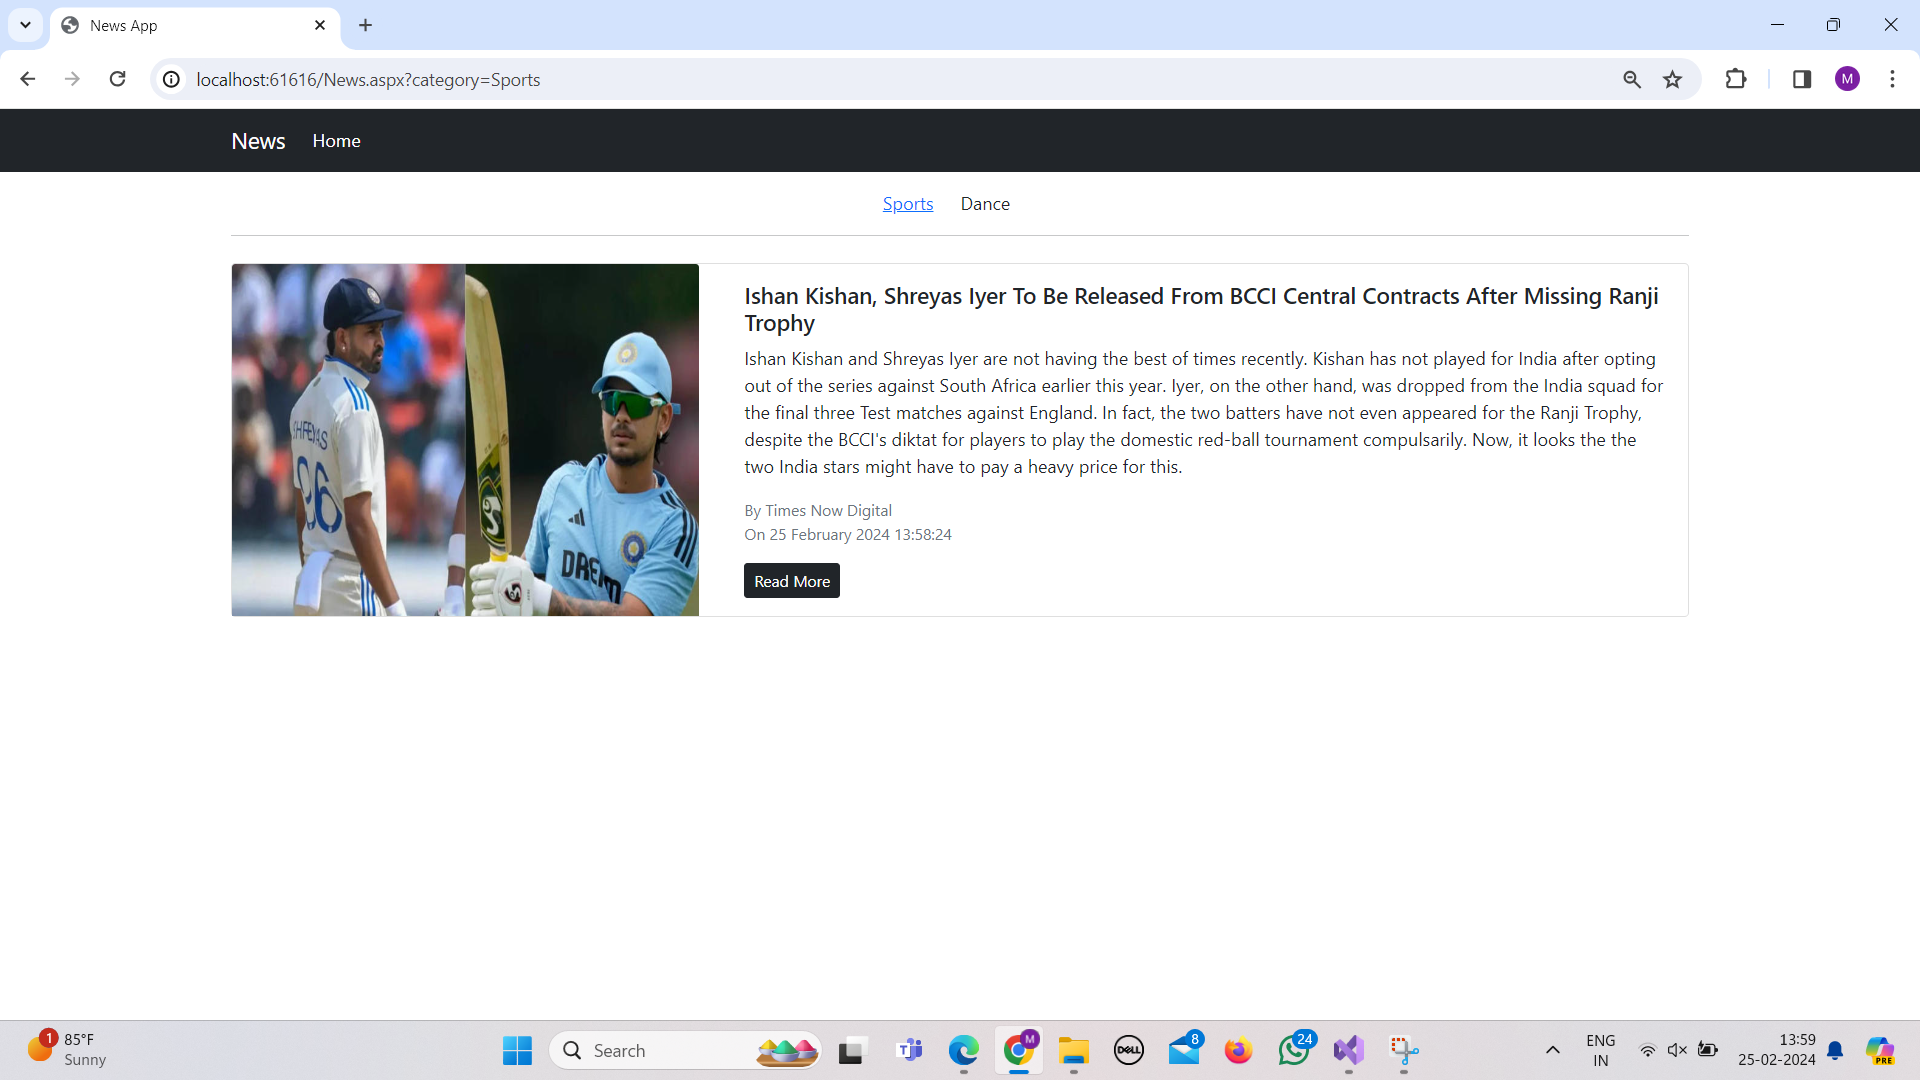 News App
localhost:61616/News.aspx?category=Sports
M
News Home
Sports Dance
Ishan Kishan, Shreyas Iyer To Be Released From BCCI Central Contracts After Missing Ranji
Trophy
Ishan Kishan and Shreyas Iyer are not having the best of times recently. Kishan has not played for India after opting
out of the series against South Africa earlier this year. Iyer, on the other hand, was dropped from the India squad for
the final three Test matches against England. In fact, the two batters have not even appeared for the Ranji Trophy,
despite the BCCI's diktat for players to play the domestic red-ball tournament compulsarily. Now, it looks the the
two India stars might have to pay a heavy price for this.
By Times Now Digital
On 25 February 2024 13:58:24
Read More
SHREYAS
96
DREAM
1
85°F
Sunny
Search
M
DELL
8
24
ENG
IN
13:59
25-02-2024
PRE